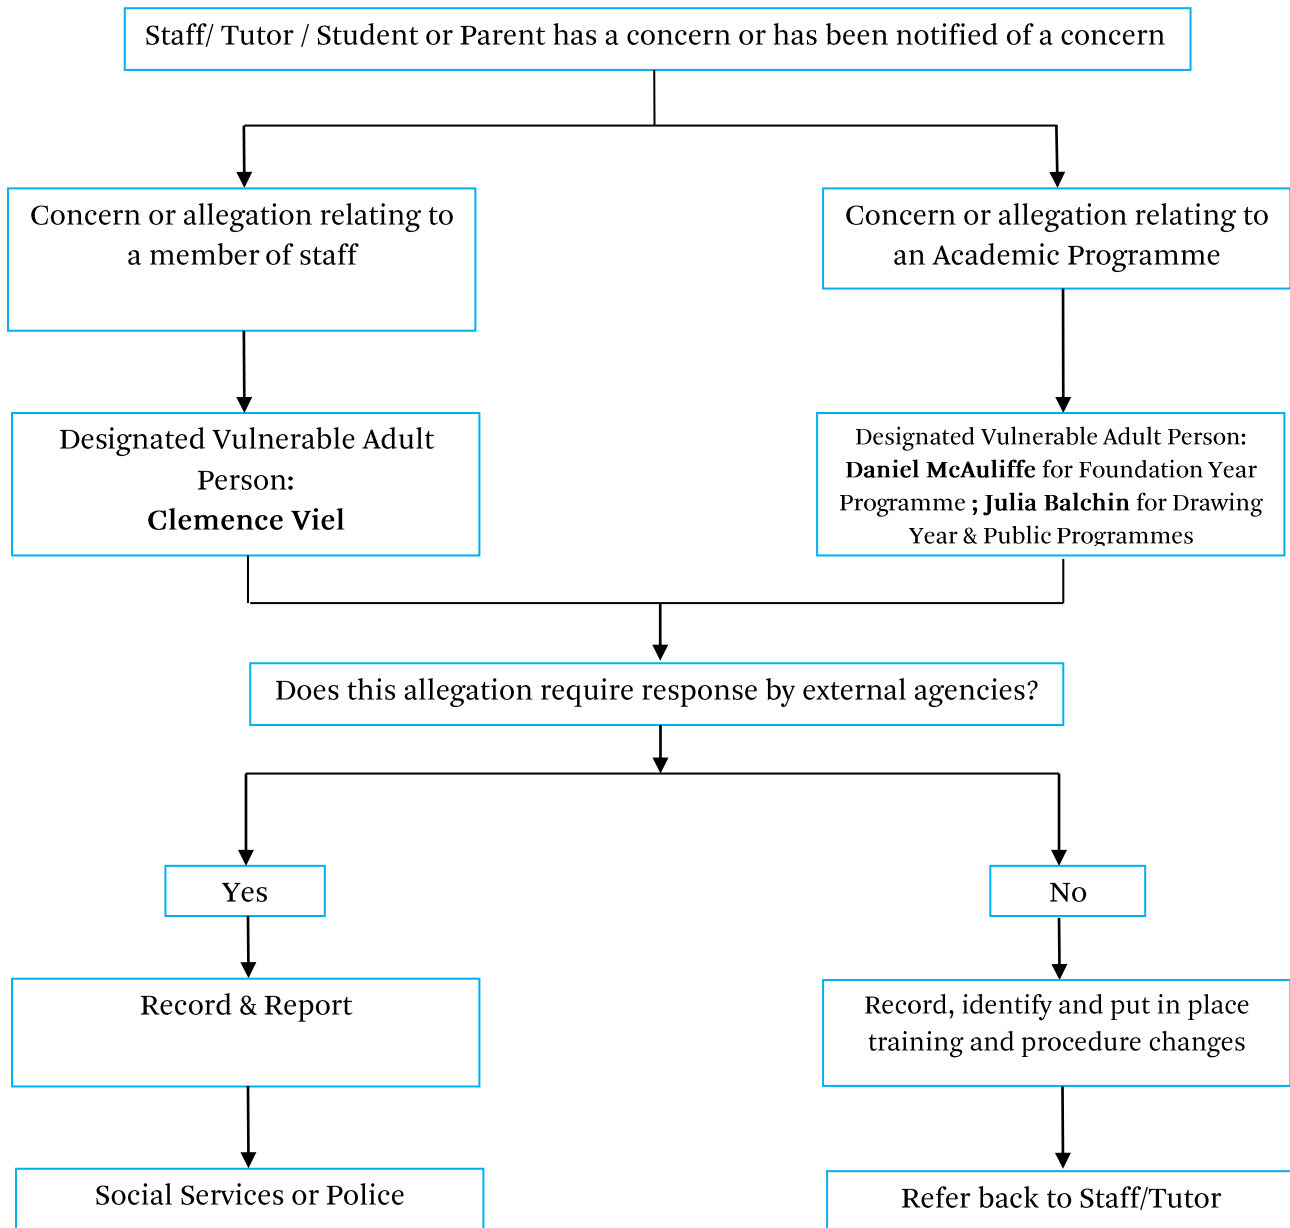 Staff/ Tutor / Student or Parent has a concern or has been notified of a concern
Concern or allegation relating to
a member of staff
Concern or allegation relating to
an Academic Programme
Designated Vulnerable Adult
Person:
Clemence Viel
Designated Vulnerable Adult Person:
Daniel McAuliffe for Foundation Year
Programme ; Julia Balchin for Drawing
Year & Public Programmes
Does this allegation require response by external agencies?
Yes
No
Record & Report
Record, identify and put in place
training and procedure changes
Social Services or Police
Refer back to Staff/Tutor